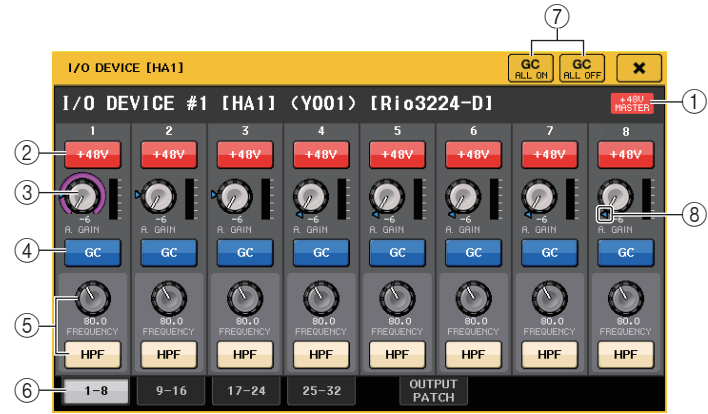 ⑦
I/O DEVICE [HA1] GC ALL ON GC ALL OFF ×
I/O DEVICE #1 [HA1] (Y001) [Rio3224-D] +48V MASTER ①
1 2 3 4 5 6 7 8
② +48V +48V +48V +48V +48V +48V +48V +48V
③ -6 -6 -6 -6 -6 -6 -6 -6 ⑧
A. GAIN A. GAIN A. GAIN A. GAIN A. GAIN A. GAIN A. GAIN A. GAIN
④ GC GC GC GC GC GC GC GC
⑤ 80.0 80.0 80.0 80.0 80.0 80.0 80.0 80.0
FREQUENCY FREQUENCY FREQUENCY FREQUENCY FREQUENCY FREQUENCY FREQUENCY FREQUENCY
HPF HPF HPF HPF HPF HPF HPF HPF
⑥ 1-8 9-16 17-24 25-32 OUTPUT PATCH